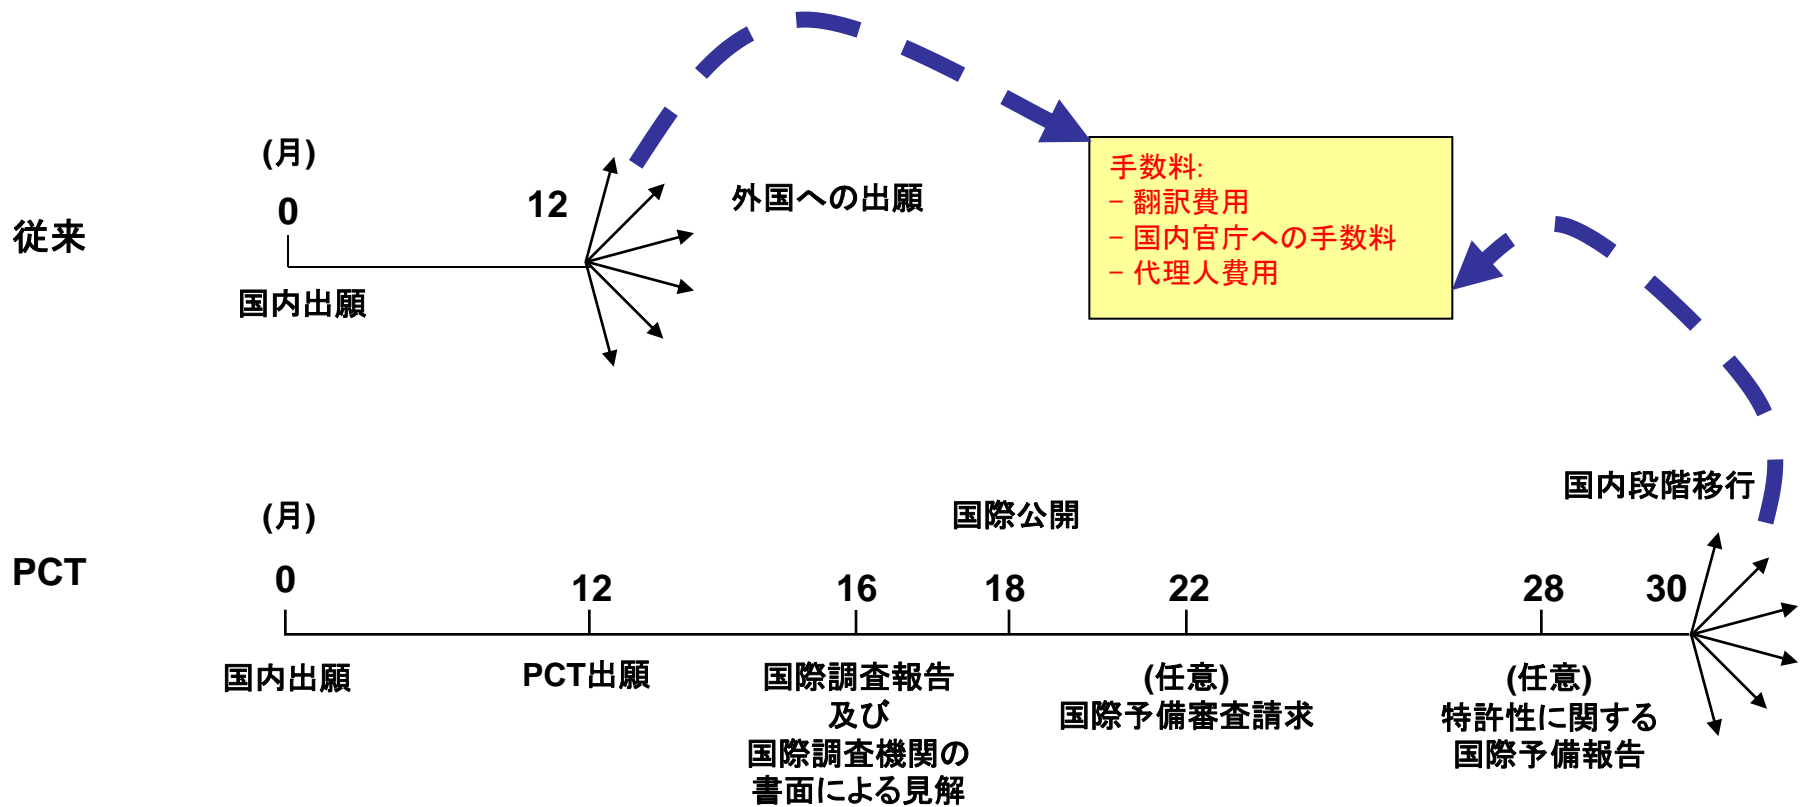 (月)
0
12
外国への出願
従来
国内出願
手数料:
− 翻訳費用
− 国内官庁への手数料
− 代理人費用
国内段階移行
(月)
国際公開
PCT
0
12
16
18
22
28
30
国内出願
PCT出願
国際調査報告
及び
国際調査機関の
書面による見解
(任意)
国際予備審査請求
(任意)
特許性に関する
国際予備報告